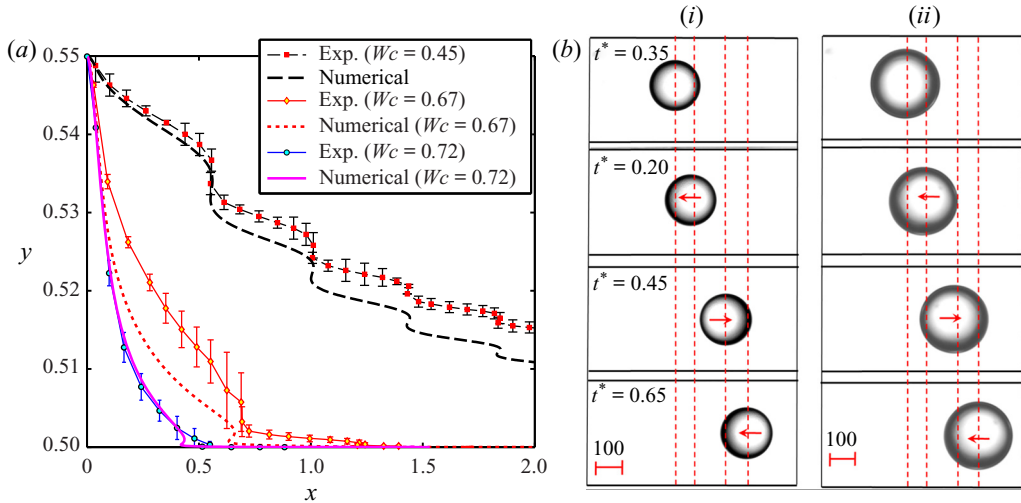 (a)
0.55
0.54
0.53
0.52
0.51
0.50
y
0
0.5
1.0
1.5
2.0
x
Exp. (Wc = 0.45)
Numerical
Exp. (Wc = 0.67)
Numerical (Wc = 0.67)
Exp. (Wc = 0.72)
Numerical (Wc = 0.72)
(b)
(i)
(ii)
t* = 0.35
t* = 0.20
t* = 0.45
t* = 0.65
100
100